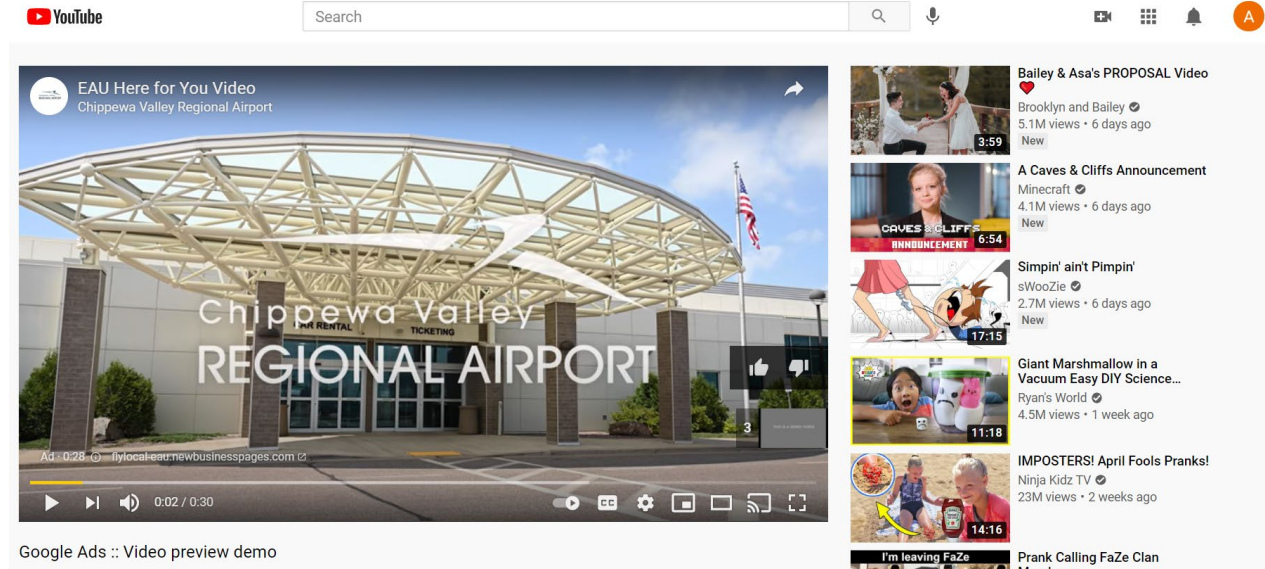 YouTube
Search
A
EAU Here for You Video
Chippewa Valley Regional Airport
Chippewa Valley
CAR RENTAL
TICKETING
REGIONAL AIRPORT
3
Ad · 0:28
flylocal-eau.newbusinesspages.com
0:02 / 0:30
CC
Google Ads :: Video preview demo
3:59
Bailey & Asa's PROPOSAL Video
❤
Brooklyn and Bailey
5.1M views • 6 days ago
New
CAVES & CLIFFS
ANNOUNCEMENT
6:54
A Caves & Cliffs Announcement
Minecraft
4.1M views • 6 days ago
New
17:15
Simpin' ain't Pimpin'
sWooZie
2.7M views • 6 days ago
New
11:18
Giant Marshmallow in a
Vacuum Easy DIY Science...
Ryan's World
4.5M views • 1 week ago
14:16
IMPOSTERS! April Fools Pranks!
Ninja Kidz TV
23M views • 2 weeks ago
I'm leaving FaZe
Prank Calling FaZe Clan